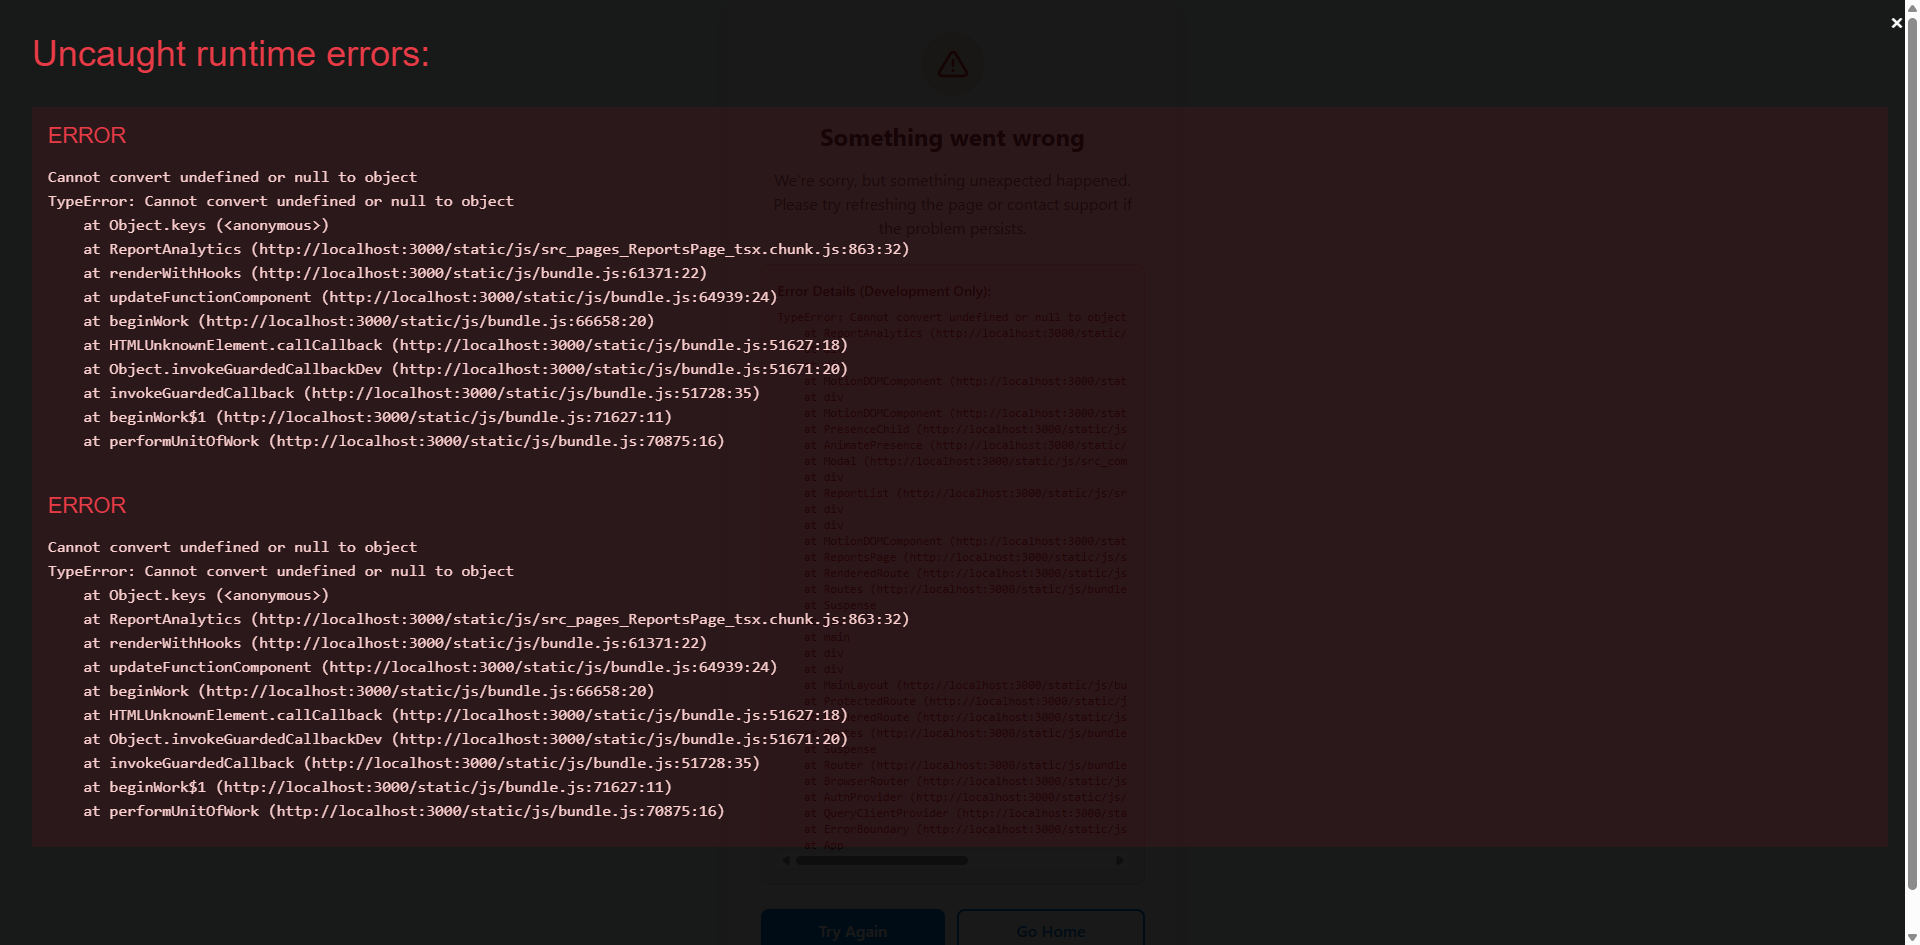 Uncaught runtime errors:
×
ERROR
Cannot convert undefined or null to object
TypeError: Cannot convert undefined or null to object
    at Object.keys (<anonymous>)
    at ReportAnalytics (http://localhost:3000/static/js/src_pages_ReportsPage_tsx.chunk.js:863:32)
    at renderWithHooks (http://localhost:3000/static/js/bundle.js:61371:22)
    at updateFunctionComponent (http://localhost:3000/static/js/bundle.js:64939:24)
    at beginWork (http://localhost:3000/static/js/bundle.js:66658:20)
    at HTMLUnknownElement.callCallback (http://localhost:3000/static/js/bundle.js:51627:18)
    at Object.invokeGuardedCallbackDev (http://localhost:3000/static/js/bundle.js:51671:20)
    at invokeGuardedCallback (http://localhost:3000/static/js/bundle.js:51728:35)
    at beginWork$1 (http://localhost:3000/static/js/bundle.js:71627:11)
    at performUnitOfWork (http://localhost:3000/static/js/bundle.js:70875:16)
ERROR
Cannot convert undefined or null to object
TypeError: Cannot convert undefined or null to object
    at Object.keys (<anonymous>)
    at ReportAnalytics (http://localhost:3000/static/js/src_pages_ReportsPage_tsx.chunk.js:863:32)
    at renderWithHooks (http://localhost:3000/static/js/bundle.js:61371:22)
    at updateFunctionComponent (http://localhost:3000/static/js/bundle.js:64939:24)
    at beginWork (http://localhost:3000/static/js/bundle.js:66658:20)
    at HTMLUnknownElement.callCallback (http://localhost:3000/static/js/bundle.js:51627:18)
    at Object.invokeGuardedCallbackDev (http://localhost:3000/static/js/bundle.js:51671:20)
    at invokeGuardedCallback (http://localhost:3000/static/js/bundle.js:51728:35)
    at beginWork$1 (http://localhost:3000/static/js/bundle.js:71627:11)
    at performUnitOfWork (http://localhost:3000/static/js/bundle.js:70875:16)
Something went wrong
We're sorry, but something unexpected happened.
Please try refreshing the page or contact support if
the problem persists.
Error Details (Development Only):
TypeError: Cannot convert undefined or null to object
    at ReportAnalytics (http://localhost:3000/static/
    at MotionDOMComponent (http://localhost:3000/stat
    at div
    at MotionDOMComponent (http://localhost:3000/stat
    at PresenceChild (http://localhost:3000/static/js
    at AnimatePresence (http://localhost:3000/static/
    at Modal (http://localhost:3000/static/js/src_com
    at div
    at ReportList (http://localhost:3000/static/js/sr
    at div
    at div
    at MotionDOMComponent (http://localhost:3000/stat
    at ReportsPage (http://localhost:3000/static/js/s
    at RenderedRoute (http://localhost:3000/static/js
    at Routes (http://localhost:3000/static/js/bundle
    at Suspense
    at main
    at div
    at div
    at MainLayout (http://localhost:3000/static/js/bu
    at ProtectedRoute (http://localhost:3000/static/j
    (http://localhost:3000/static/js
    (http://localhost:3000/static/js/bundle
    at Suspense
    at Router (http://localhost:3000/static/js/bundle
    at BrowserRouter (http://localhost:3000/static/js
    at AuthProvider (http://localhost:3000/static/js/
    at QueryClientProvider (http://localhost:3000/sta
    at ErrorBoundary (http://localhost:3000/static/js
    at App
Try Again
Go Home